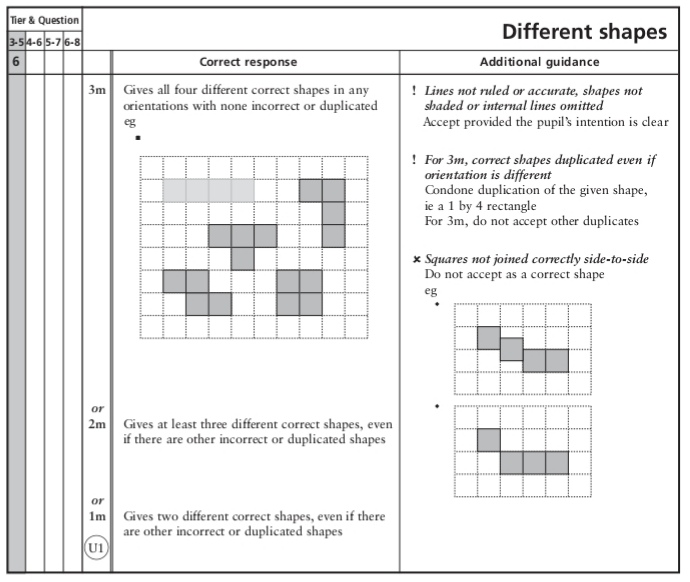 Tier & Question
3-5 4-6 5-7 6-8
Different shapes
6
Correct response
Additional guidance
3m
Gives all four different correct shapes in any
orientations with none incorrect or duplicated
eg
! Lines not ruled or accurate, shapes not
shaded or internal lines omitted
Accept provided the pupil's intention is clear
! For 3m, correct shapes duplicated even if
orientation is different
Condone duplication of the given shape,
ie a 1 by 4 rectangle
For 3m, do not accept other duplicates
× Squares not joined correctly side-to-side
Do not accept as a correct shape
eg
or
2m
Gives at least three different correct shapes, even
if there are other incorrect or duplicated shapes
or
1m
Gives two different correct shapes, even if there
are other incorrect or duplicated shapes
U1